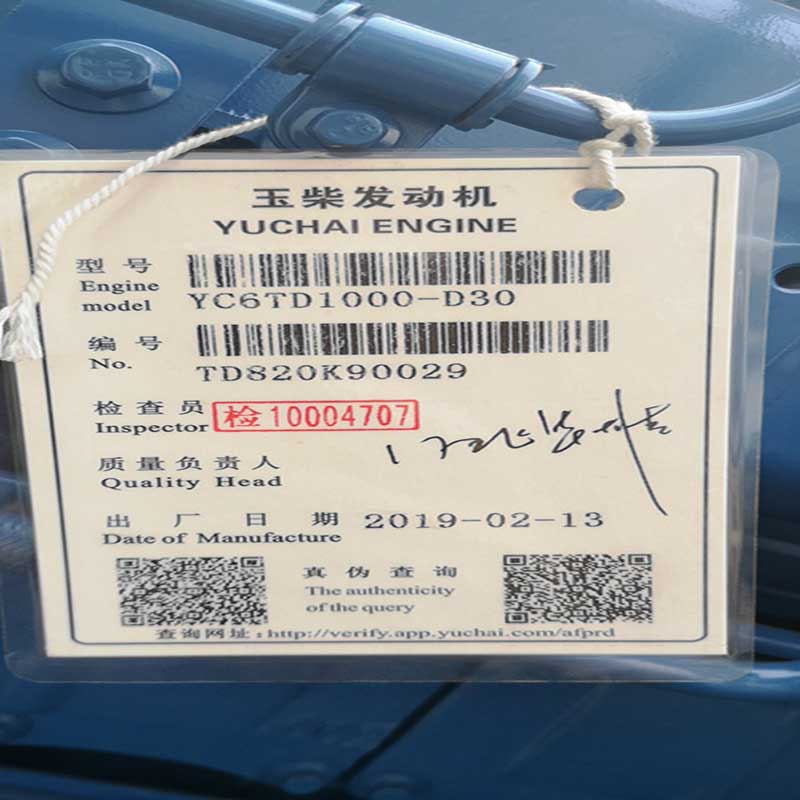 玉柴发动机
YUCHAI ENGINE
型号
Engine
model
YC6TD1000-D30
编号
No.
TD820K90029
检查员
Inspector
检10004707
质量负责人
Quality Head
出厂日期
Date of Manufacture
2019-02-13
真伪查询
The authenticity
of the query
查询网址:http://verify.app.yuchai.com/afprd